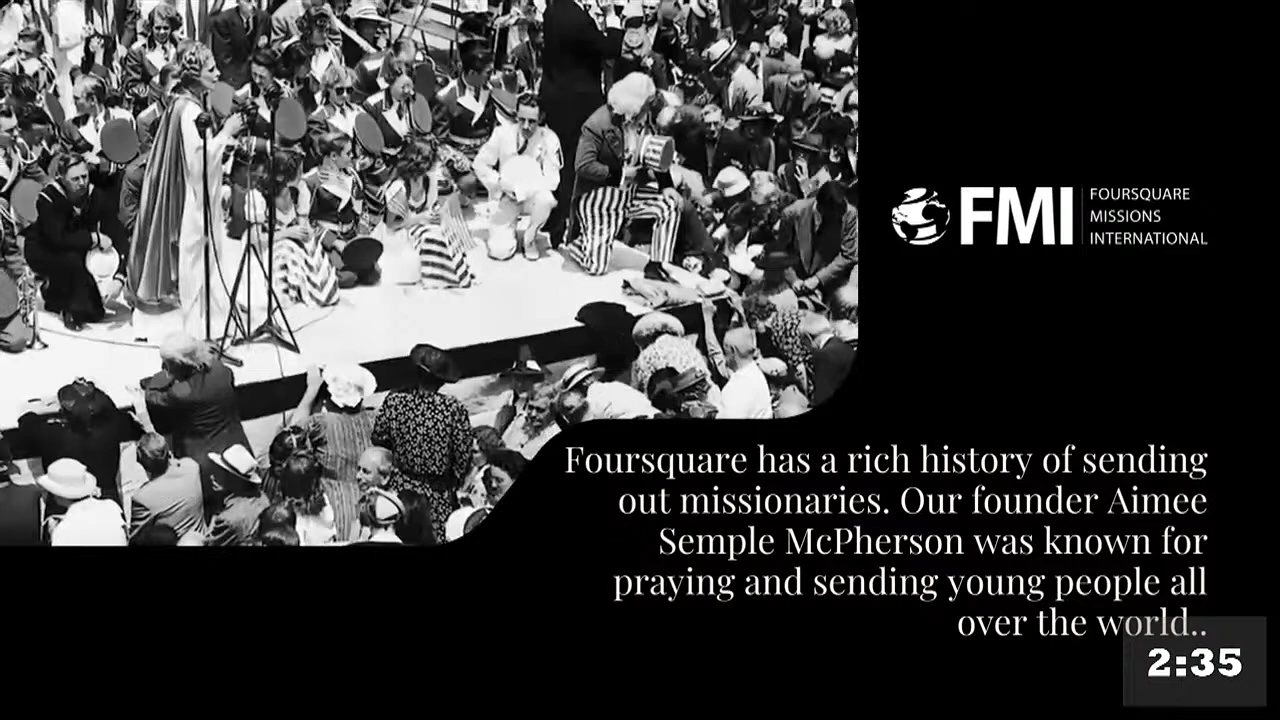 FMI
FOURSQUARE
MISSIONS
INTERNATIONAL
Foursquare has a rich history of sending
out missionaries. Our founder Aimee
Semple McPherson was known for
praying and sending young people all
over the world..
2:35